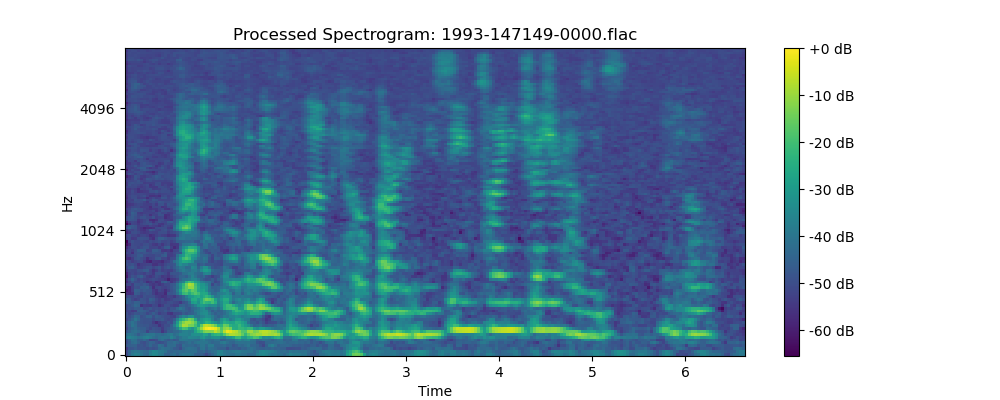 Processed Spectrogram: 1993-147149-0000.flac
Hz
4096
2048
1024
512
0
0 1 2 3 4 5 6
Time
+0 dB
-10 dB
-20 dB
-30 dB
-40 dB
-50 dB
-60 dB